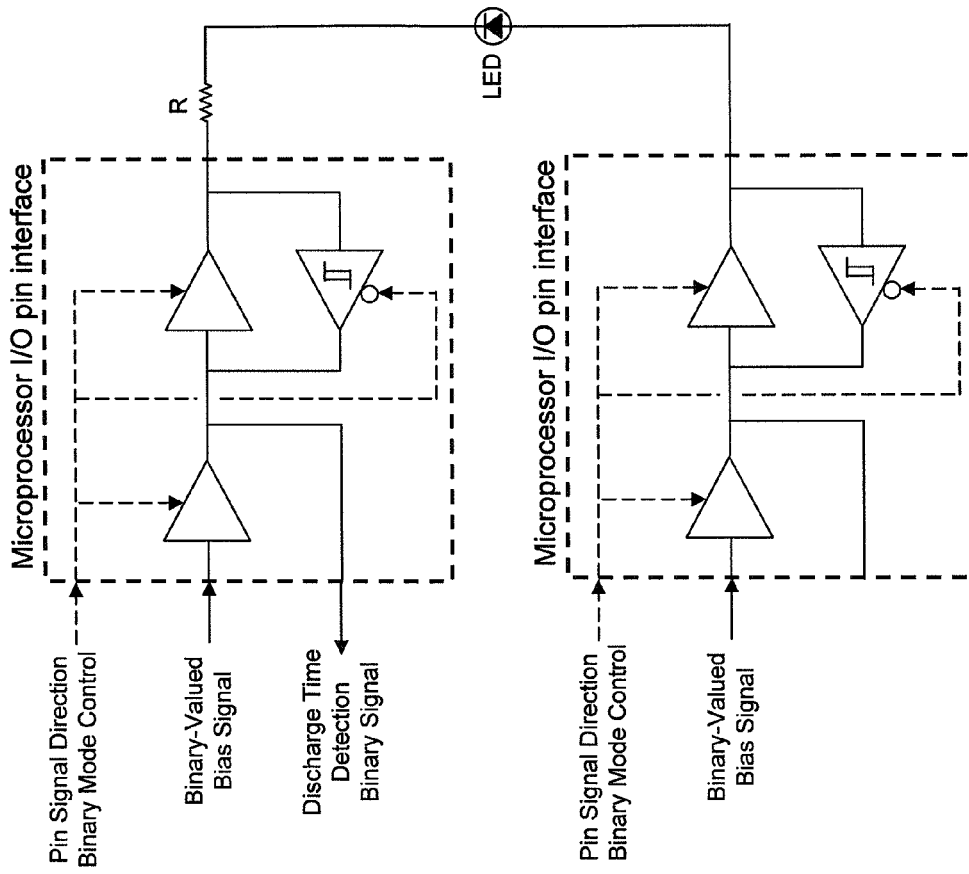 Microprocessor I/O pin interface
Pin Signal Direction
Binary Mode Control
Binary-Valued
Bias Signal
Discharge Time
Detection
Binary Signal
R
LED
Microprocessor I/O pin interface
Pin Signal Direction
Binary Mode Control
Binary-Valued
Bias Signal